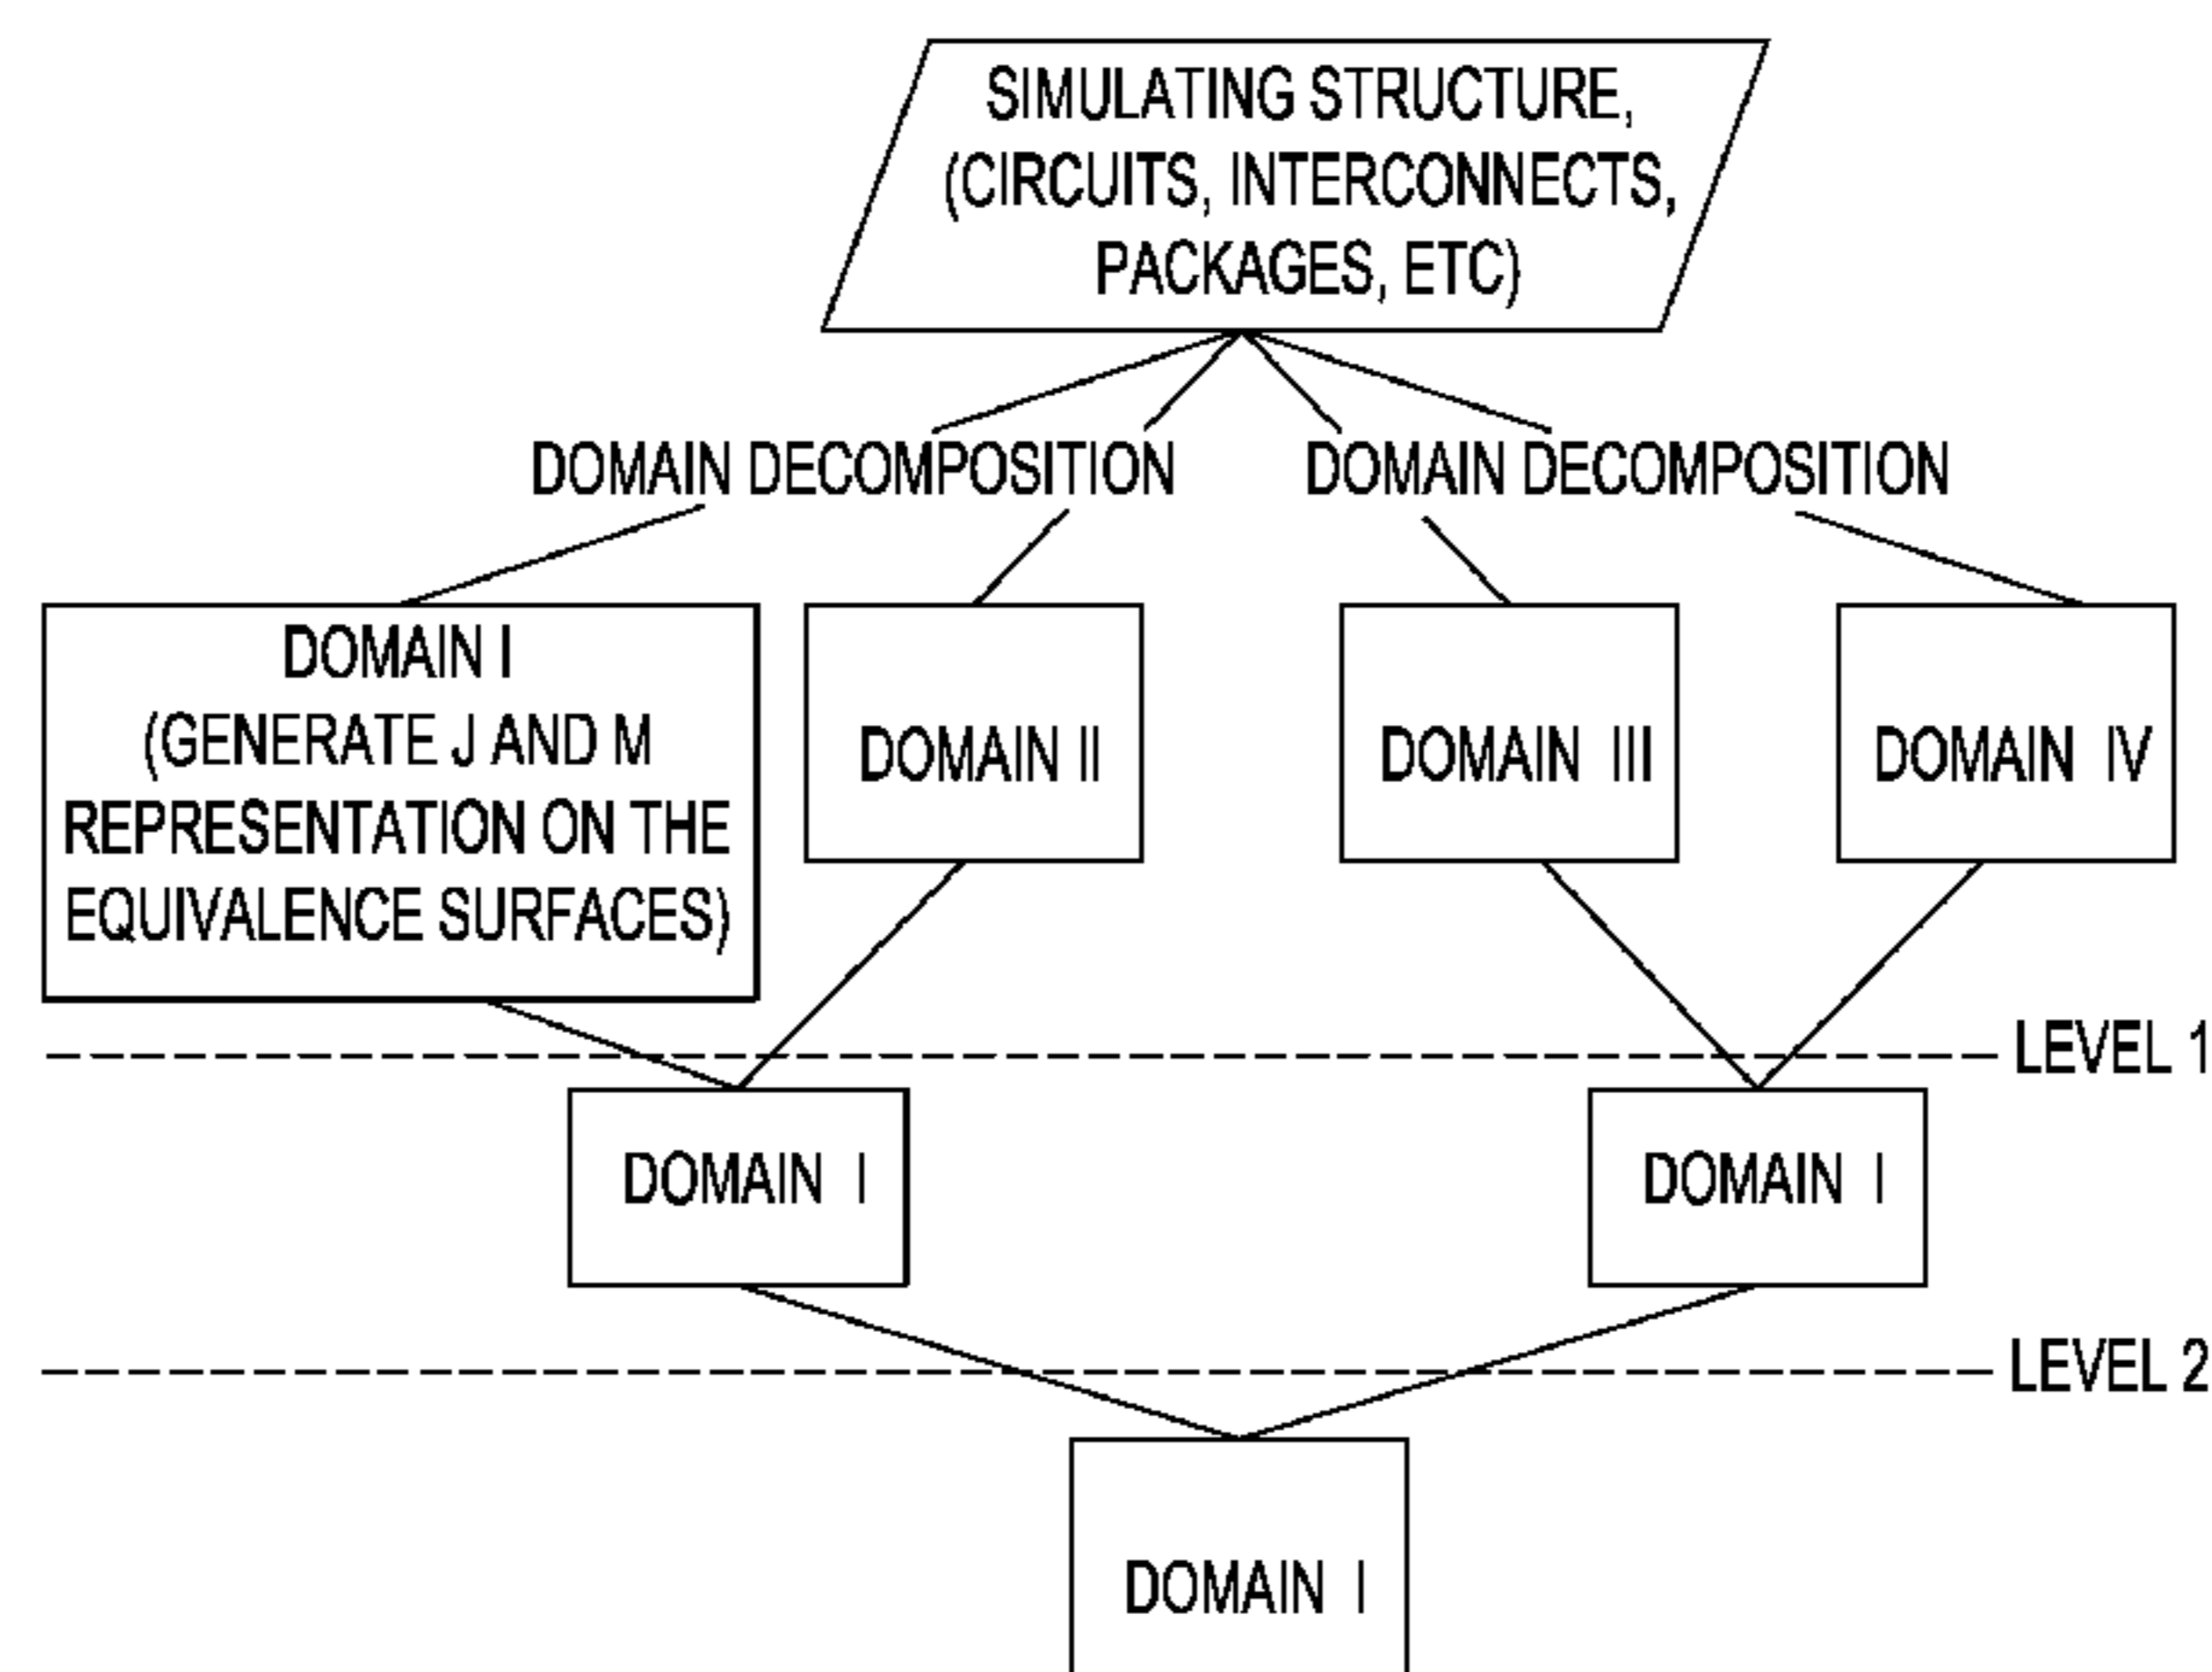 SIMULATING STRUCTURE,
(CIRCUITS, INTERCONNECTS,
PACKAGES, ETC)
DOMAIN DECOMPOSITION
DOMAIN DECOMPOSITION
DOMAIN I
(GENERATE J AND M
REPRESENTATION ON THE
EQUIVALENCE SURFACES)
DOMAIN II
DOMAIN III
DOMAIN IV
LEVEL 1
DOMAIN I
DOMAIN I
LEVEL 2
DOMAIN I